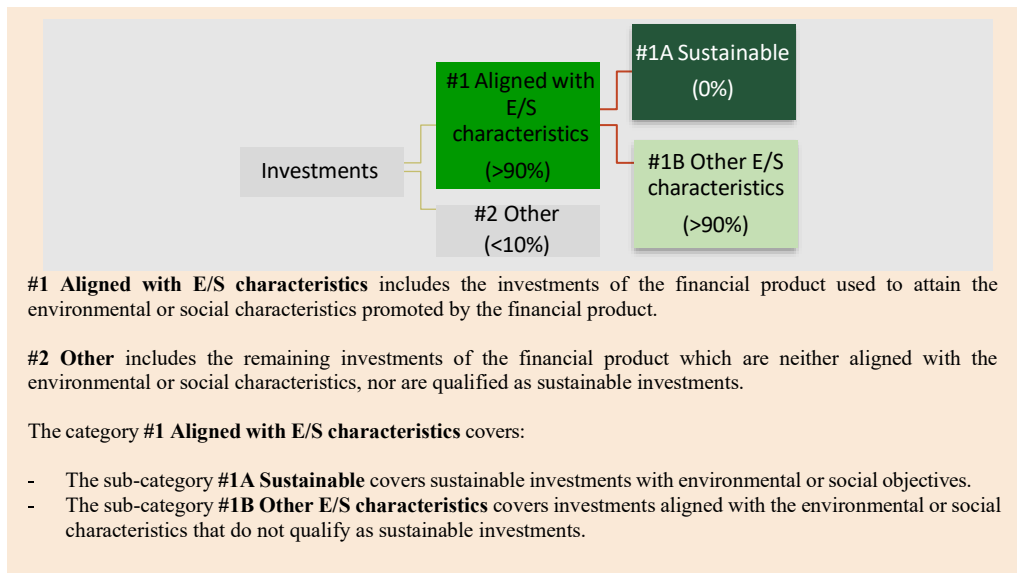 #1A Sustainable
(0%)
#1 Aligned with
E/S
characteristics
(>90%)
Investments
#1B Other E/S
characteristics
(>90%)
#2 Other
(<10%)
#1 Aligned with E/S characteristics includes the investments of the financial product used to attain the
environmental or social characteristics promoted by the financial product.
#2 Other includes the remaining investments of the financial product which are neither aligned with the
environmental or social characteristics, nor are qualified as sustainable investments.
The category #1 Aligned with E/S characteristics covers:
- The sub-category #1A Sustainable covers sustainable investments with environmental or social objectives.
- The sub-category #1B Other E/S characteristics covers investments aligned with the environmental or social
characteristics that do not qualify as sustainable investments.